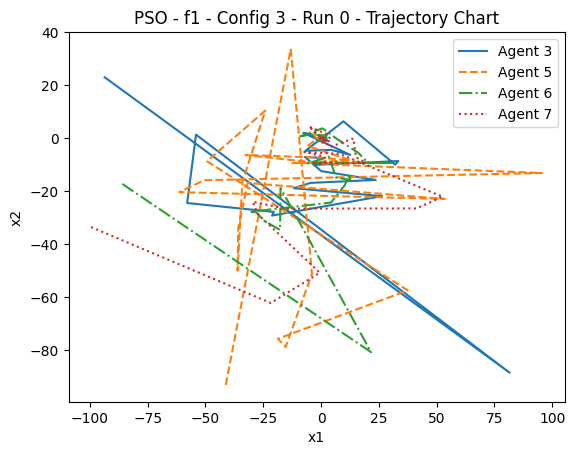 PSO - f1 - Config 3 - Run 0 - Trajectory Chart
40
20
0
−20
−40
−60
−80
x2
Agent 3
Agent 5
Agent 6
Agent 7
−100 −75 −50 −25 0 25 50 75 100
x1